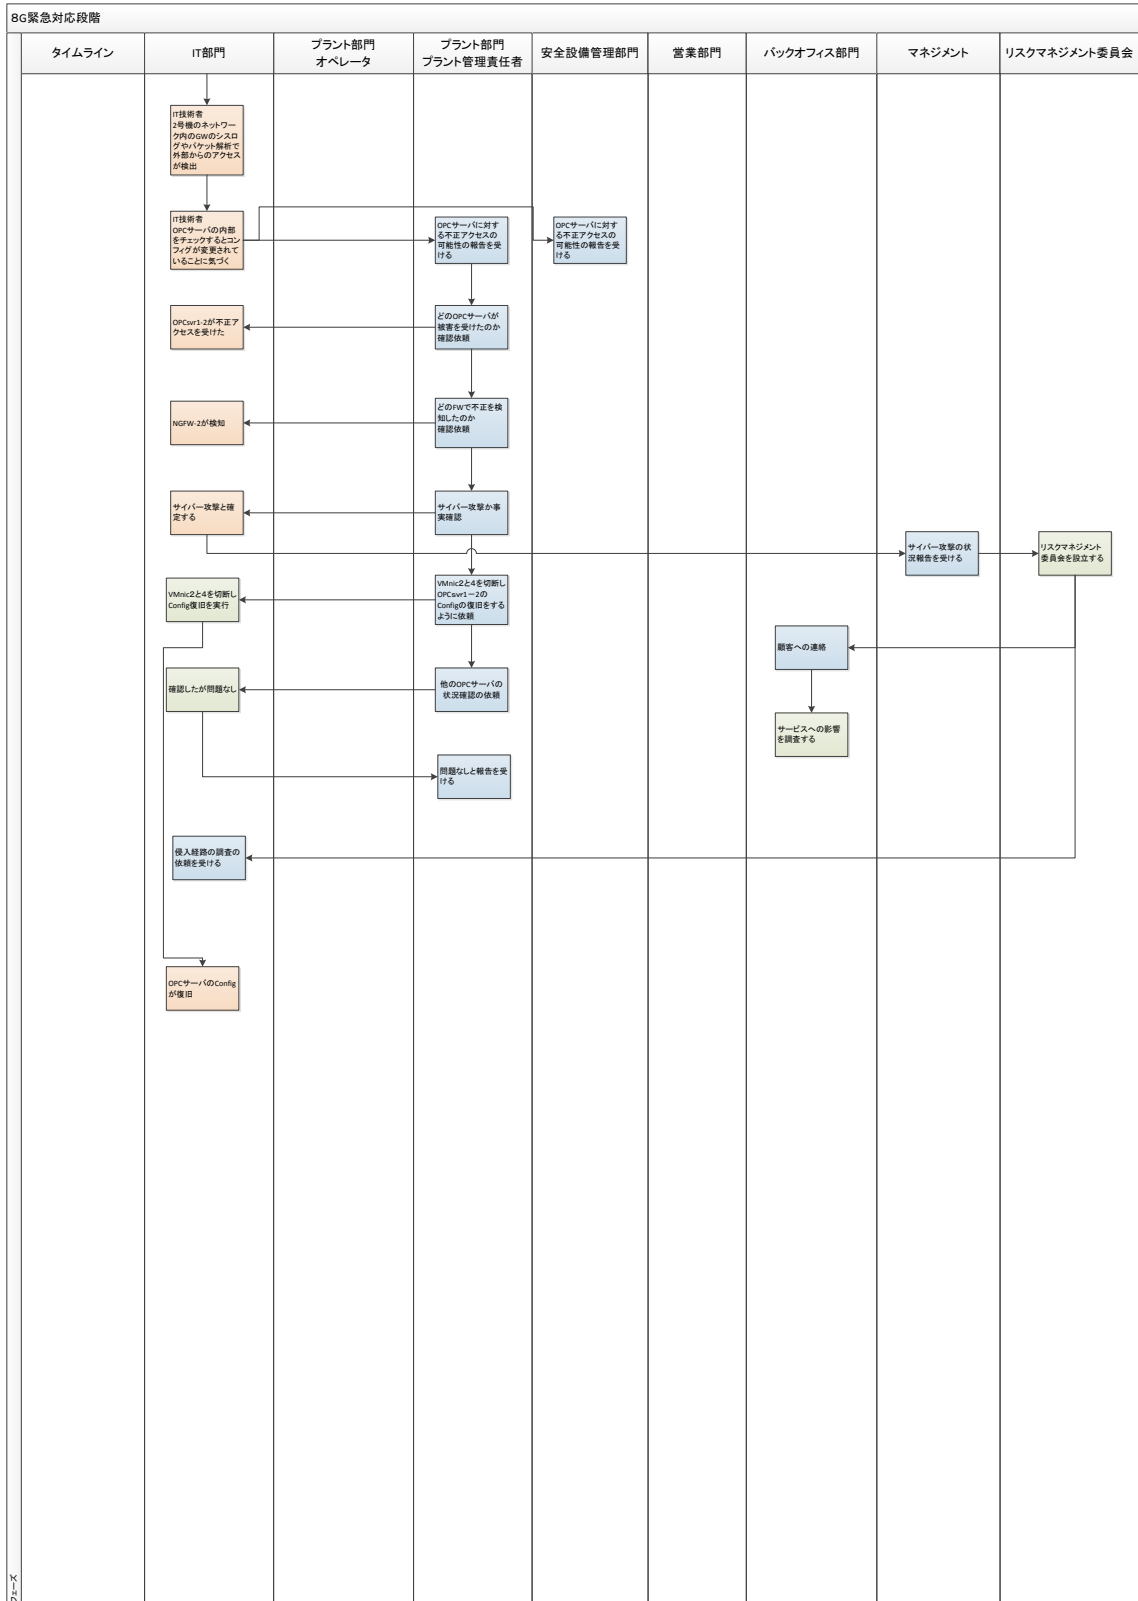 8G緊急対応段階
タイムライン
IT部門
プラント部門
オペレータ
プラント部門
プラント管理責任者
安全設備管理部門
営業部門
バックオフィス部門
マネジメント
リスクマネジメント委員会
IT技術者
2号機のネットワー
ク内のGWのシスロ
グやパケット解析で
外部からのアクセス
が検出
IT技術者
OPCサーバの内部
をチェックするとコン
フィグが変更されて
いることに気づく
OPCサーバに対す
る不正アクセスの
可能性の報告を受
ける
OPCサーバに対す
る不正アクセスの
可能性の報告を受
ける
OPCsvr1-2が不正ア
クセスを受けた
どのOPCサーバが
被害を受けたのか
確認依頼
NGFW-2が検知
どのFWで不正を検
知したのか
確認依頼
サイバー攻撃と確
定する
サイバー攻撃か事
実確認
サイバー攻撃の状
況報告を受ける
リスクマネジメント
委員会を設立する
VMnic2と4を切断し
Config復旧を実行
VMnic2と4を切断し
OPCsvr1－2の
Configの復旧をする
ように依頼
顧客への連絡
確認したが問題なし
他のOPCサーバの
状況確認の依頼
サービスへの影響
を調査する
問題なしと報告を受
ける
侵入経路の調査の
依頼を受ける
OPCサーバのConfig
が復旧
フェーズ